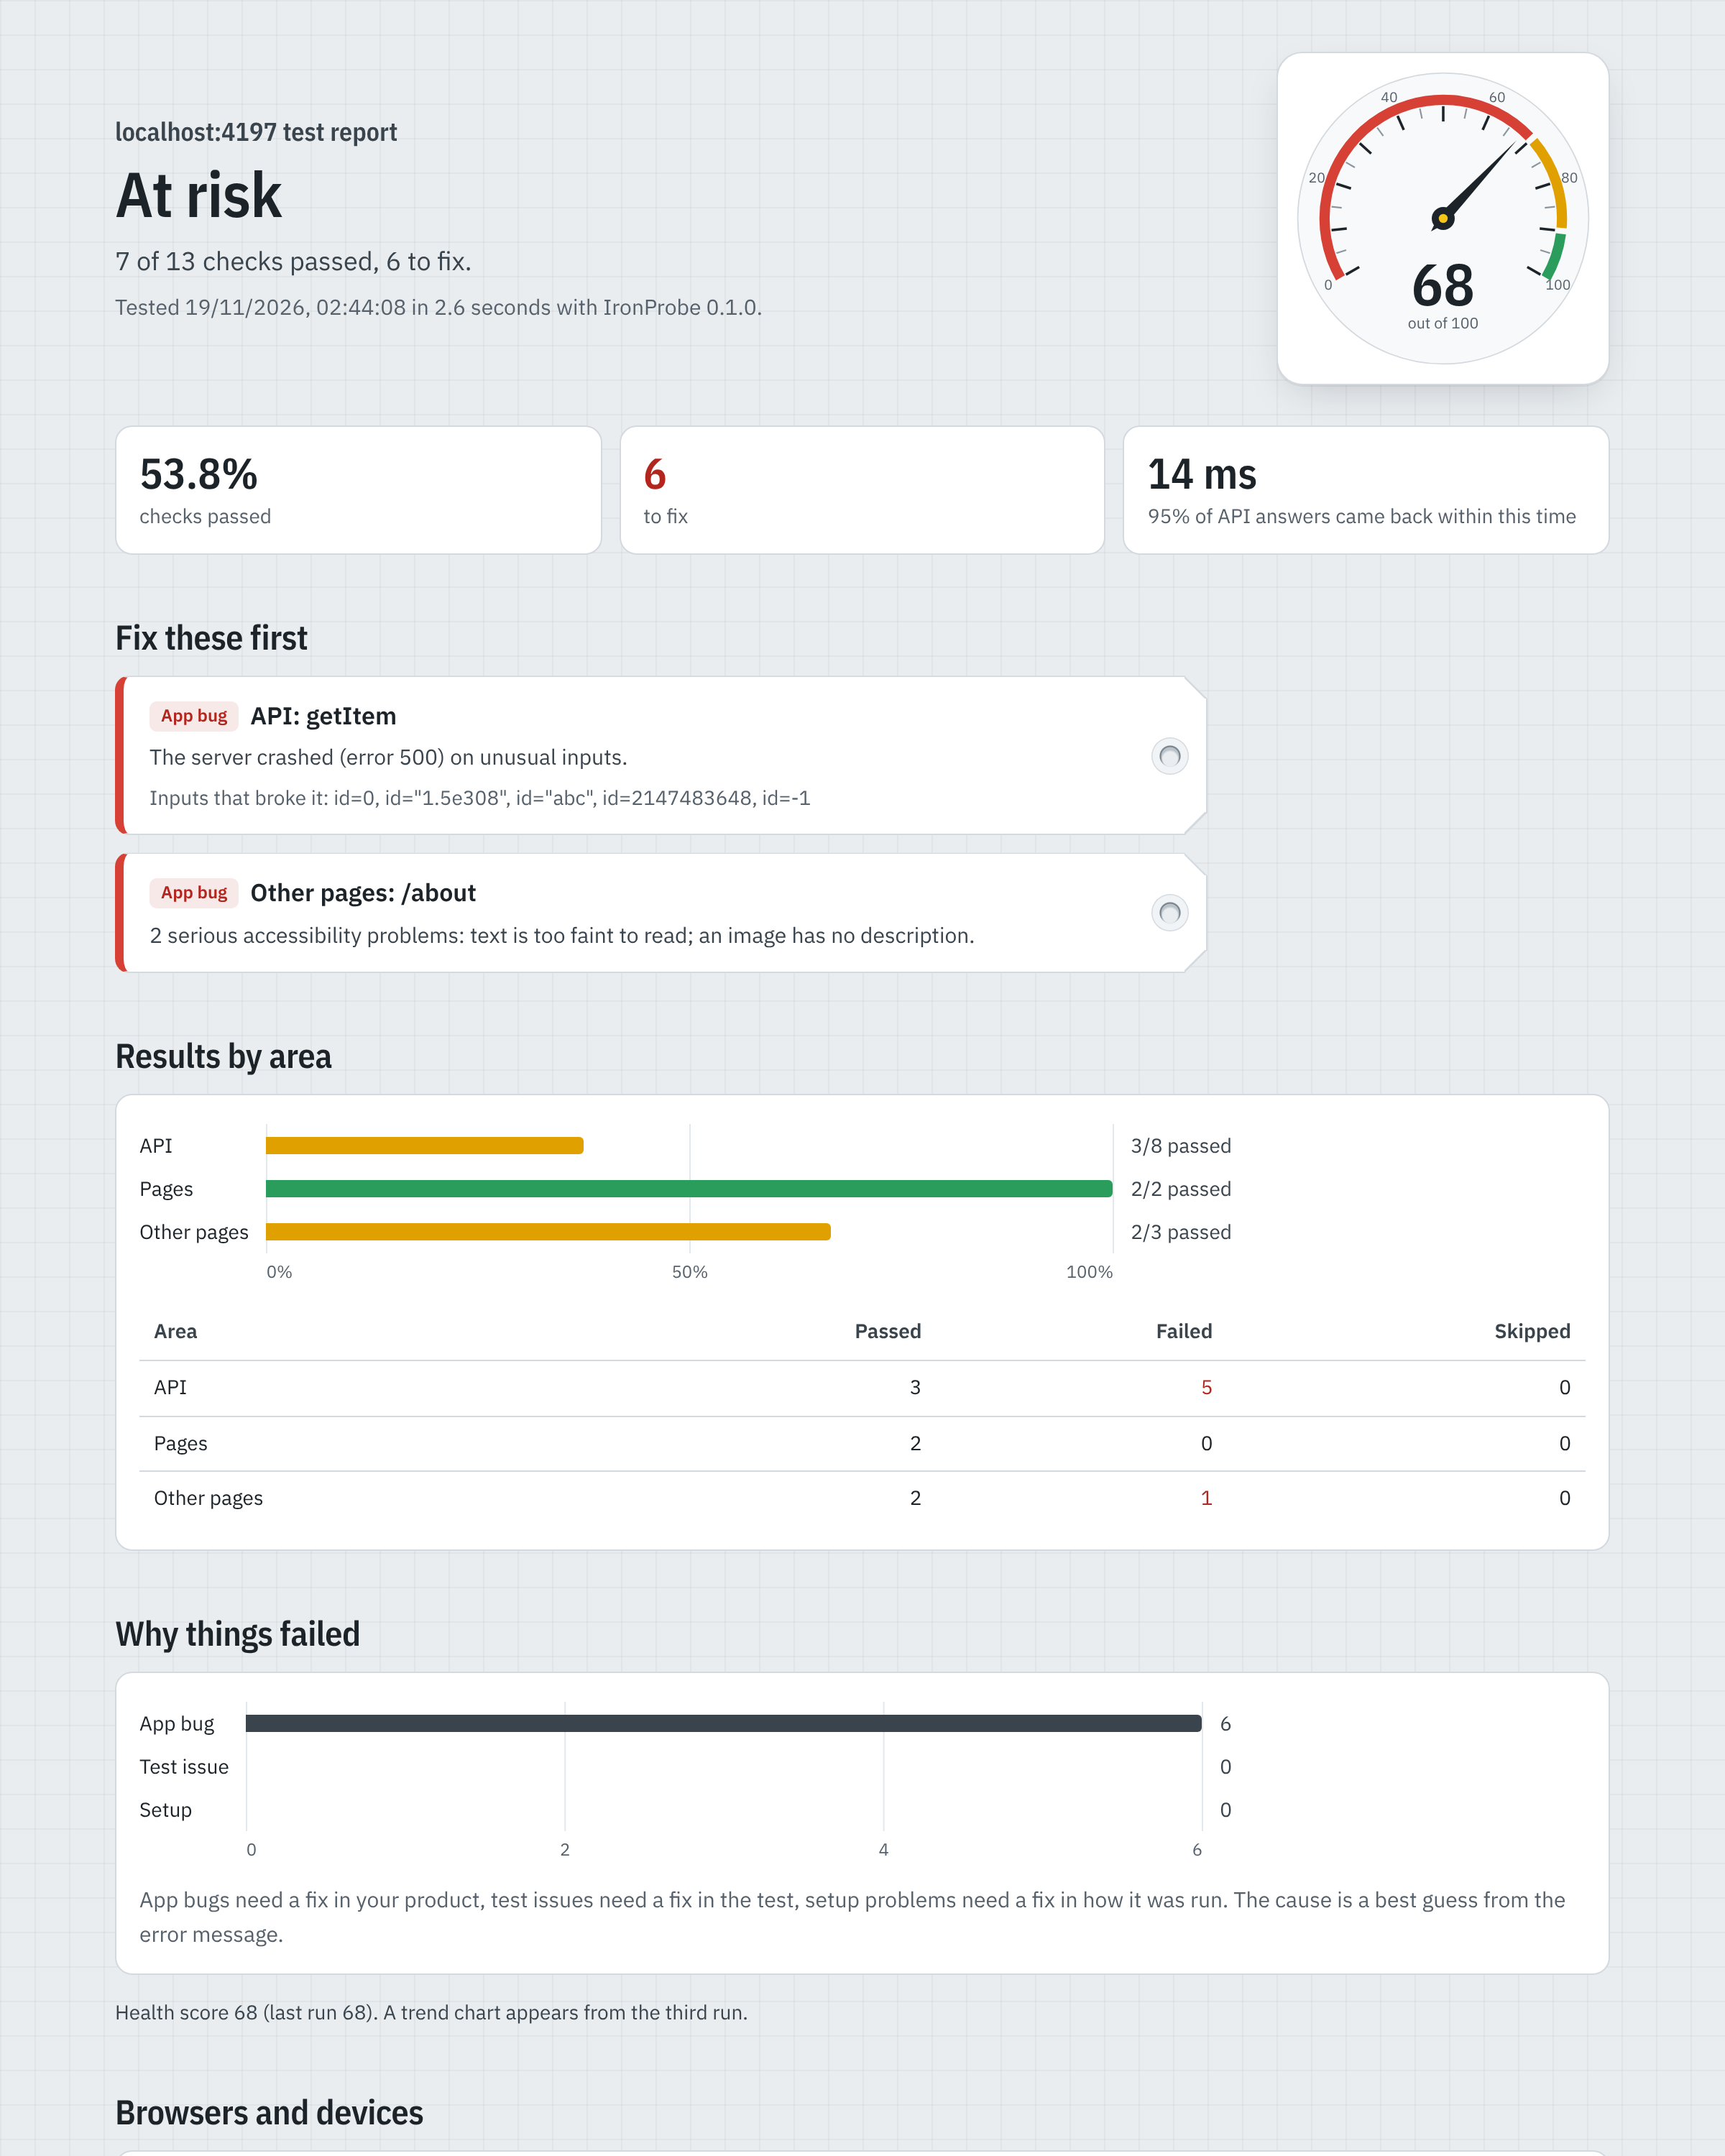 localhost:4197 test report
At risk
7 of 13 checks passed, 6 to fix.
Tested 19/11/2026, 02:44:08 in 2.6 seconds with IronProbe 0.1.0.
40
60
20
80
0
100
68
out of 100
53.8%
checks passed
6
to fix
14 ms
95% of API answers came back within this time
Fix these first
App bug API: getItem
The server crashed (error 500) on unusual inputs.
Inputs that broke it: id=0, id="1.5e308", id="abc", id=2147483648, id=-1
App bug Other pages: /about
2 serious accessibility problems: text is too faint to read; an image has no description.
Results by area
API 3/8 passed
Pages 2/2 passed
Other pages 2/3 passed
0% 50% 100%
Area Passed Failed Skipped
API 3 5 0
Pages 2 0 0
Other pages 2 1 0
Why things failed
App bug 6
Test issue 0
Setup 0
0 2 4 6
App bugs need a fix in your product, test issues need a fix in the test, setup problems need a fix in how it was run. The cause is a best guess from the
error message.
Health score 68 (last run 68). A trend chart appears from the third run.
Browsers and devices